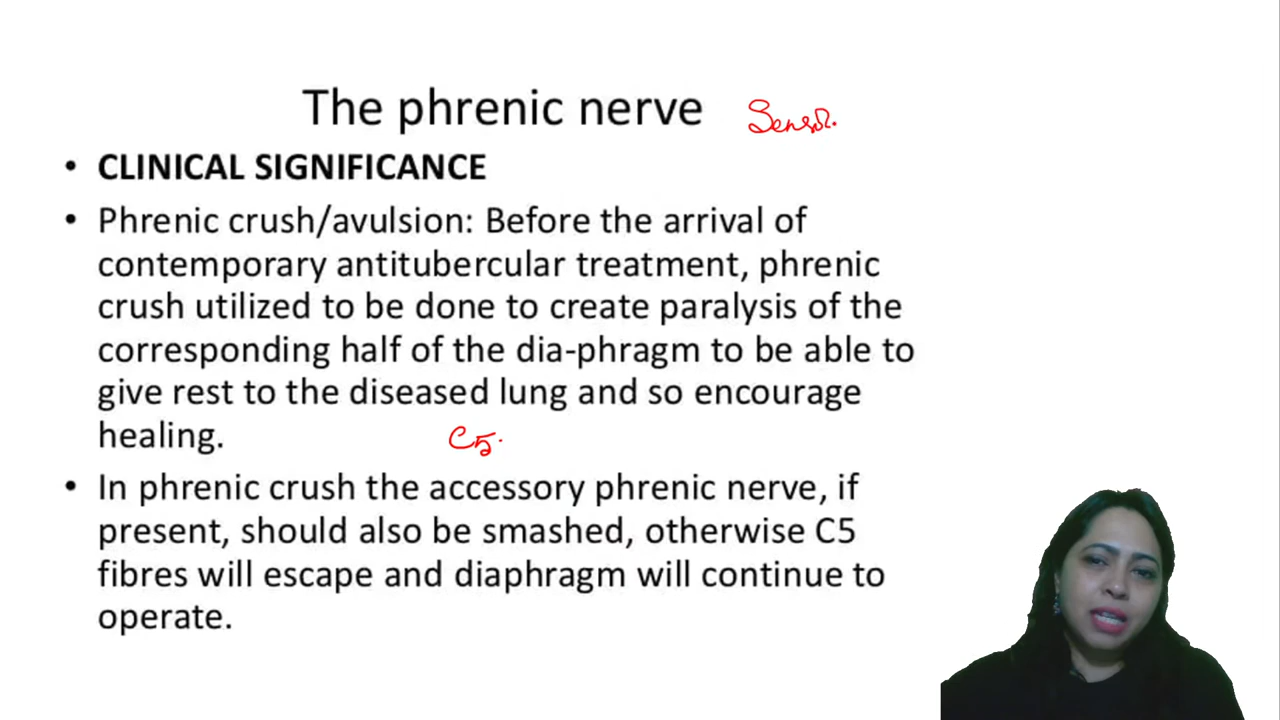 The phrenic nerve
• CLINICAL SIGNIFICANCE
• Phrenic crush/avulsion: Before the arrival of
contemporary antitubercular treatment, phrenic
crush utilized to be done to create paralysis of the
corresponding half of the dia-phragm to be able to
give rest to the diseased lung and so encourage
healing.
C5.
• In phrenic crush the accessory phrenic nerve, if
present, should also be smashed, otherwise C5
fibres will escape and diaphragm will continue to
operate.